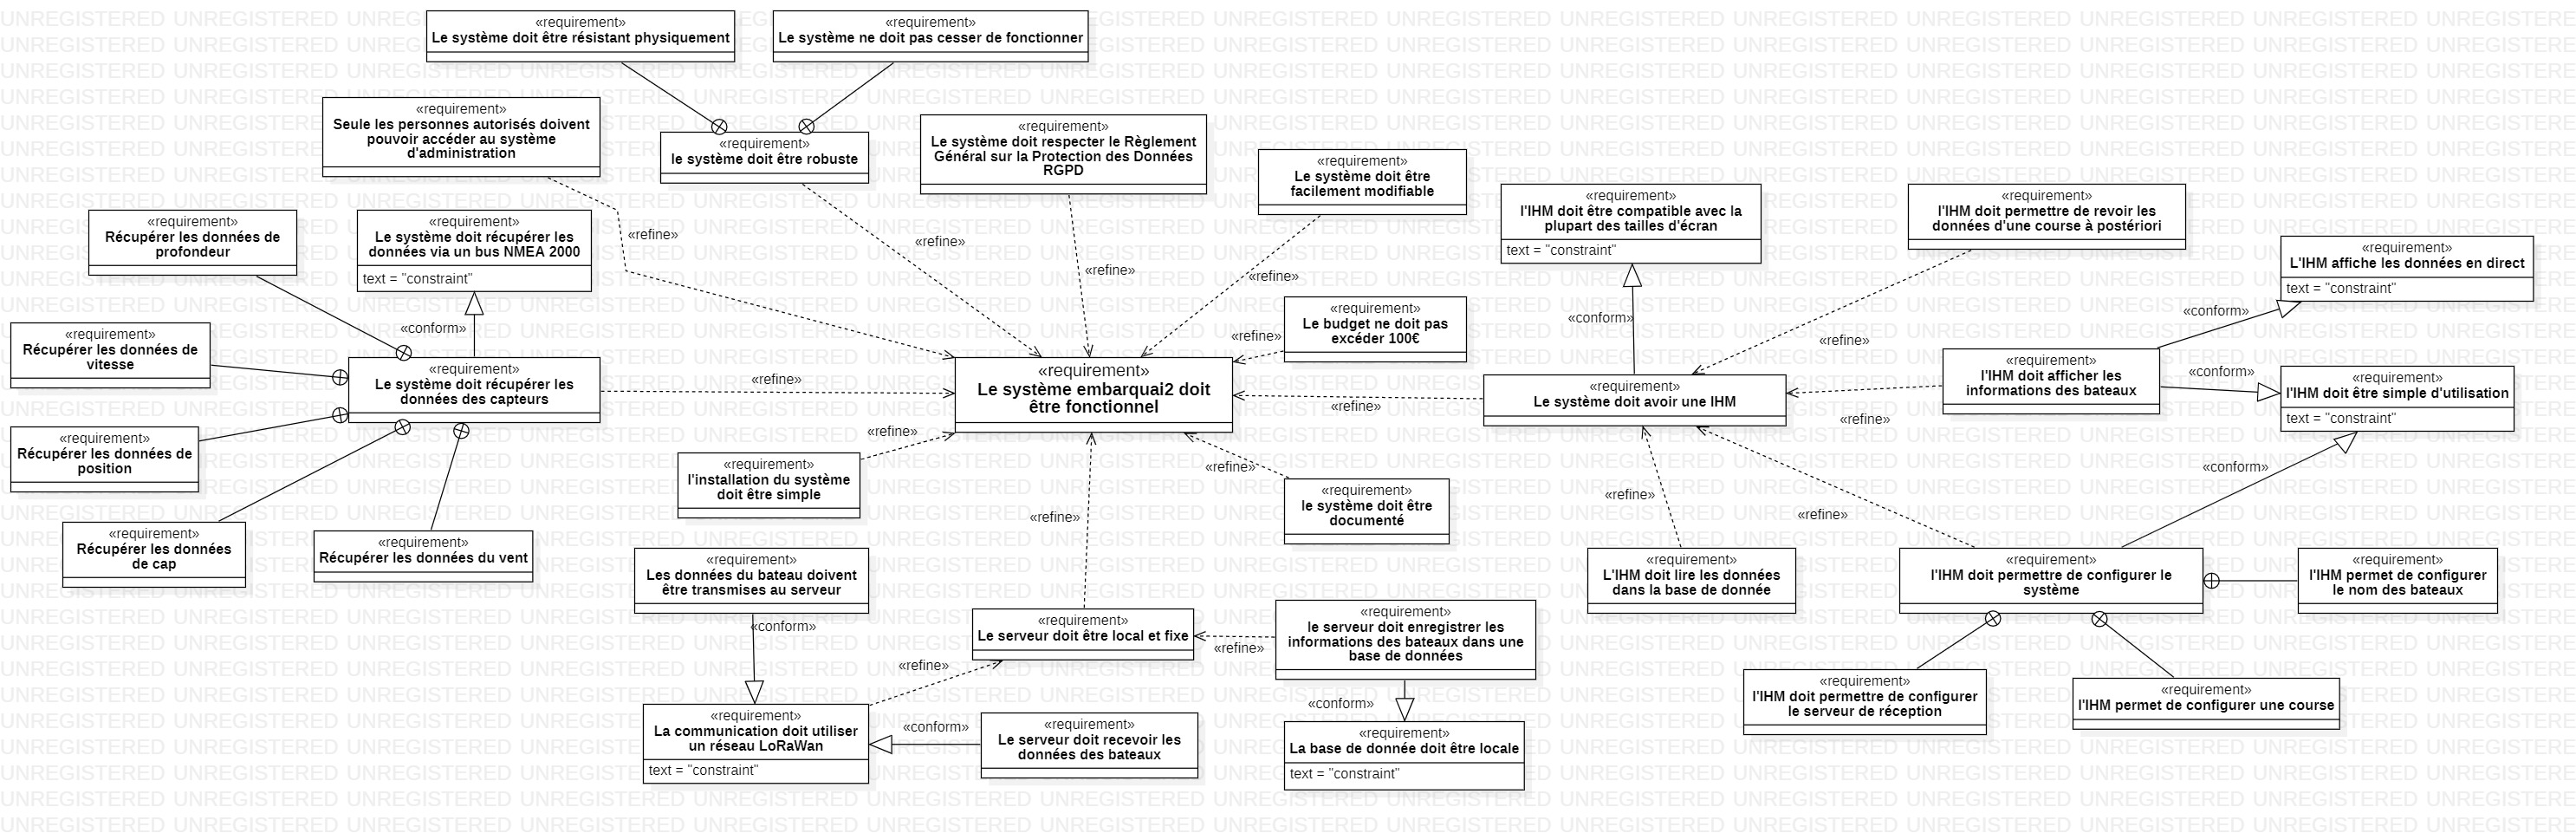 «requirement»
Le système doit être résistant physiquement
«requirement»
Le système ne doit pas cesser de fonctionner
«requirement»
Seule les personnes autorisés doivent
pouvoir accéder au système
d'administration
«requirement»
le système doit être robuste
«requirement»
Le système doit respecter le Règlement
Général sur la Protection des Données
RGPD
«requirement»
Le système doit être
facilement modifiable
«requirement»
l'IHM doit être compatible avec la
plupart des tailles d'écran
text = "constraint"
«requirement»
l'IHM doit permettre de revoir les
données d'une course à postériori
«requirement»
L'IHM affiche les données en direct
text = "constraint"
«requirement»
Récupérer les données de
profondeur
«requirement»
Le système doit récupérer les
données via un bus NMEA 2000
text = "constraint"
«refine»
«refine»
«refine»
«refine»
«requirement»
Le budget ne doit pas
excéder 100€
«refine»
«conform»
«conform»
«conform»
«refine»
«requirement»
Récupérer les données de
vitesse
«requirement»
Le système doit récupérer les
données des capteurs
«refine»
«requirement»
Le système embarquai2 doit
être fonctionnel
«refine»
«requirement»
Le système doit avoir une IHM
«refine»
«requirement»
l'IHM doit afficher les
informations des bateaux
«conform»
«requirement»
l'IHM doit être simple d'utilisation
text = "constraint"
«requirement»
Récupérer les données de
position
«refine»
«requirement»
l'installation du système
doit être simple
«refine»
«requirement»
le système doit être
documenté
«refine»
«refine»
«refine»
«conform»
«requirement»
Récupérer les données
de cap
«requirement»
Récupérer les données du vent
«requirement»
Les données du bateau doivent
être transmises au serveur
«conform»
«requirement»
Le serveur doit être local et fixe
«refine»
«refine»
«requirement»
le serveur doit enregistrer les
informations des bateaux dans une
base de données
«requirement»
L'IHM doit lire les données
dans la base de donnée
«requirement»
l'IHM doit permettre de configurer le
système
«requirement»
l'IHM permet de configurer
le nom des bateaux
«requirement»
La communication doit utiliser
un réseau LoRaWan
text = "constraint"
«conform»
«requirement»
Le serveur doit recevoir les
données des bateaux
«conform»
«requirement»
La base de donnée doit être locale
text = "constraint"
«requirement»
l'IHM doit permettre de configurer
le serveur de réception
«requirement»
l'IHM permet de configurer une course
UNREGISTERED